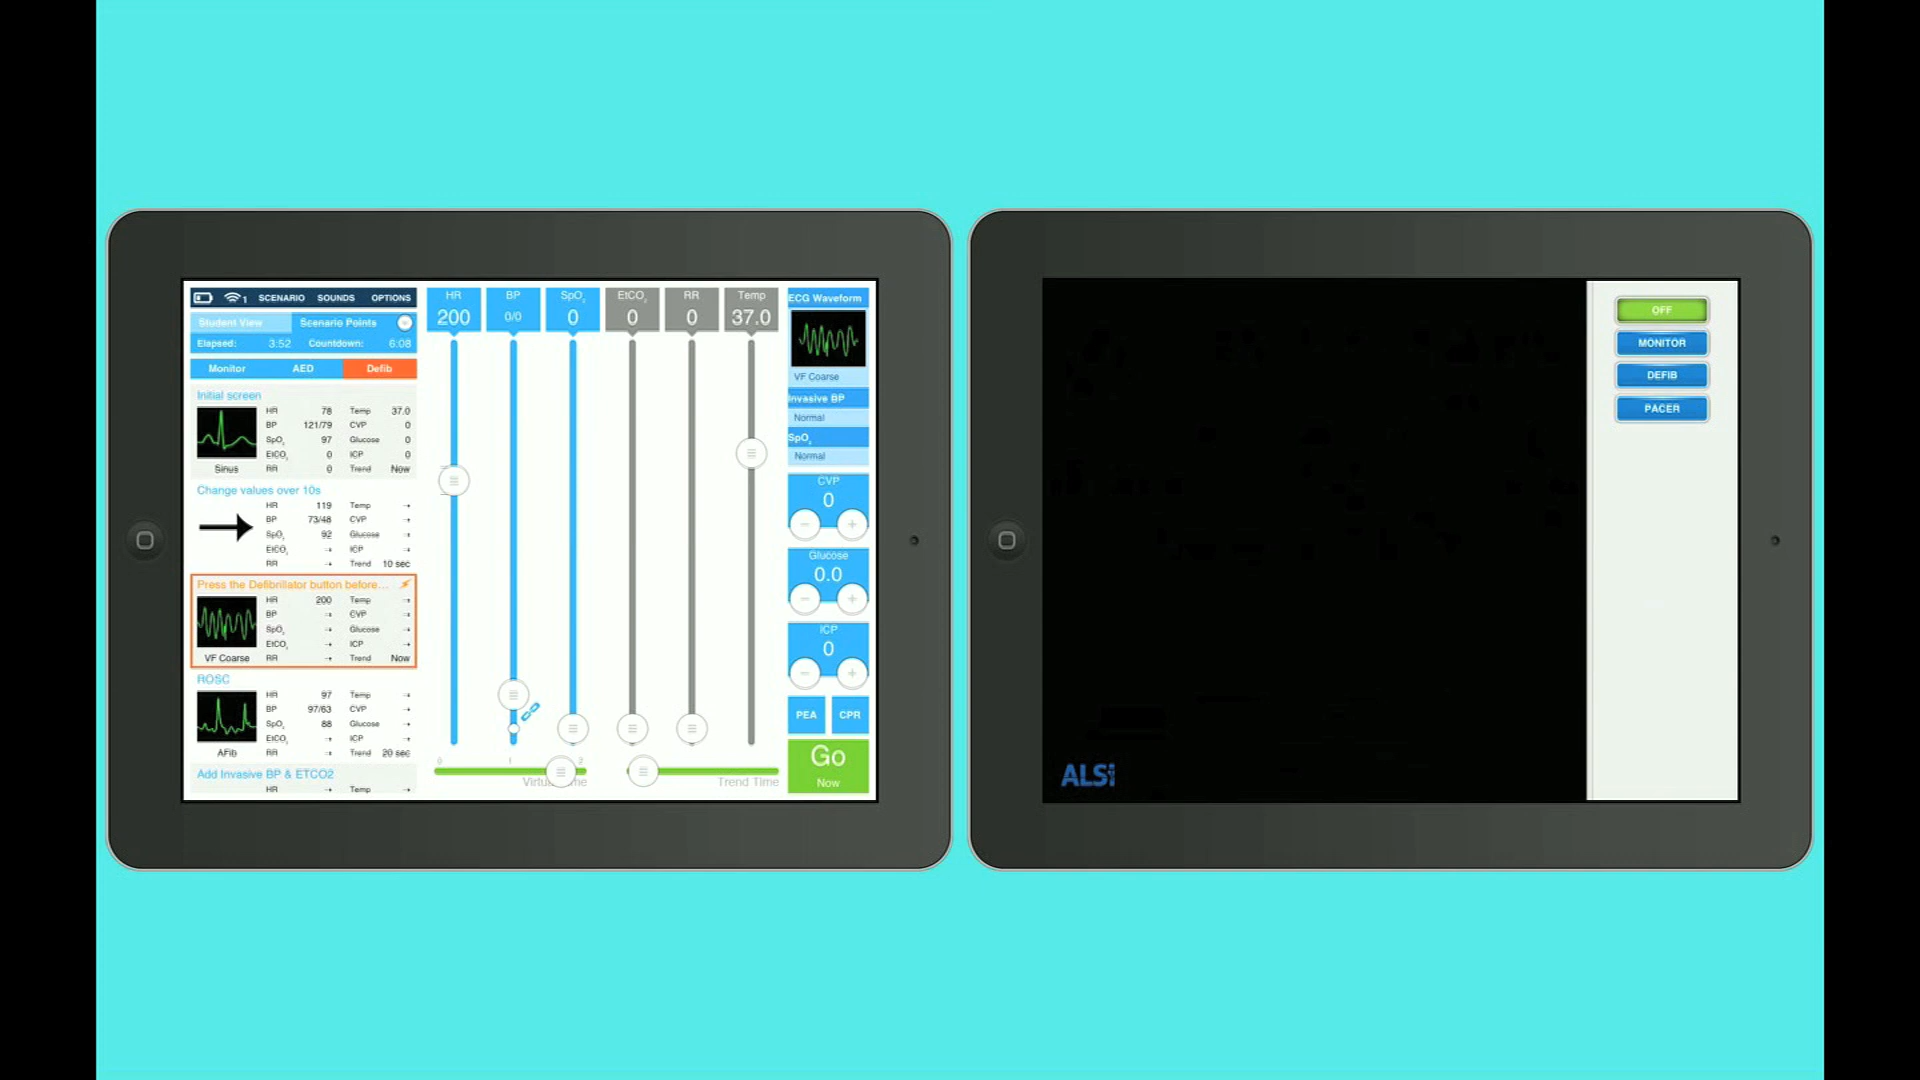 1 SCENARIO SOUNDS OPTIONS
Student View Scenario Points
Elapsed: 3:52 Countdown: 6:08
Monitor AED Defib
Initial screen
HR 78 Temp 37.0
BP 121/79 CVP 0
SpO2 97 Glucose 0
EtCO2 0 ICP 0
Sinus RR 0 Trend Now
Change values over 10s
HR 119 Temp →
BP 73/48 CVP →
SpO2 92 Glucose →
EtCO2 → ICP →
RR → Trend 10 sec
Press the Defibrillator button before...
HR 200 Temp →
BP → CVP →
SpO2 → Glucose →
EtCO2 → ICP →
VF Coarse RR → Trend Now
ROSC
HR 97 Temp →
BP 97/63 CVP →
SpO2 88 Glucose →
EtCO2 → ICP →
AFib RR → Trend 20 sec
Add Invasive BP & ETCO2
HR → Temp →
HR BP SpO2 EtCO2 RR Temp
200 0/0 0 0 0 37.0
0 1 2
Trend Time
ECG Waveform
VF Coarse
Invasive BP
Normal
SpO2
Normal
CVP
0
− +
Glucose
0.0
− +
ICP
0
− +
PEA CPR
Go
Now
OFF
MONITOR
DEFIB
PACER
ALSi